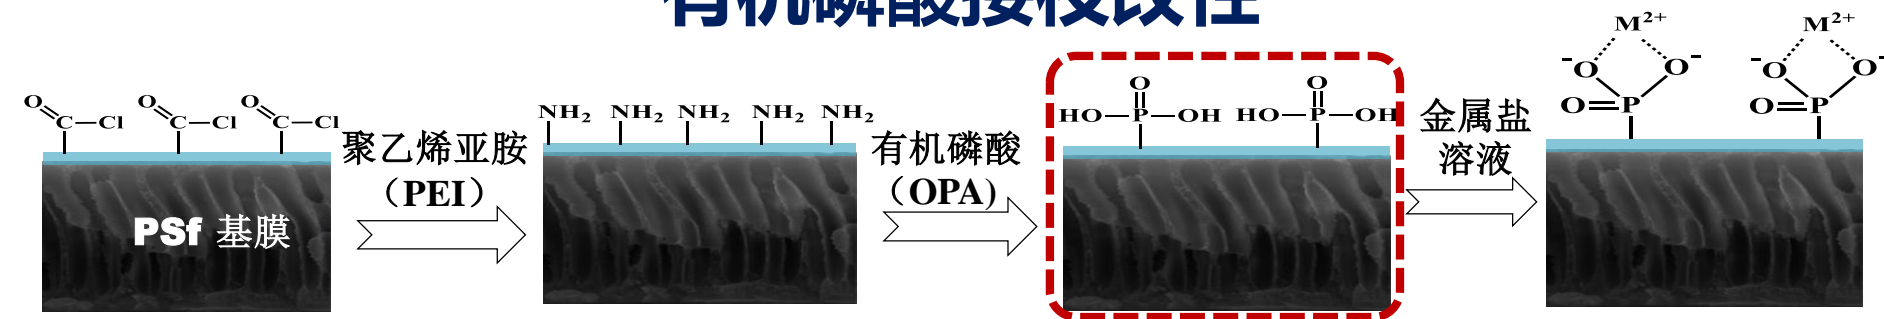 有机磷酸接枝改性
O
C—Cl
O
C—Cl
O
C—Cl
PSf 基膜
聚乙烯亚胺
（PEI）
NH₂ NH₂ NH₂ NH₂ NH₂
有机磷酸
（OPA)
O
HO—P—OH
O
HO—P—OH
金属盐
溶液
M²⁺
⁻O O⁻
O=P
M²⁺
⁻O O⁻
O=P